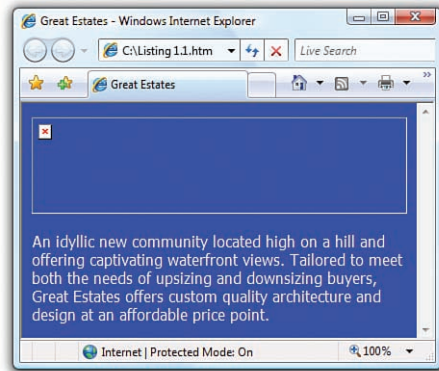 Great Estates - Windows Internet Explorer
C:\Listing 1.1.htm Live Search
Great Estates
An idyllic new community located high on a hill and
offering captivating waterfront views. Tailored to meet
both the needs of upsizing and downsizing buyers,
Great Estates offers custom quality architecture and
design at an affordable price point.
Internet | Protected Mode: On 100%